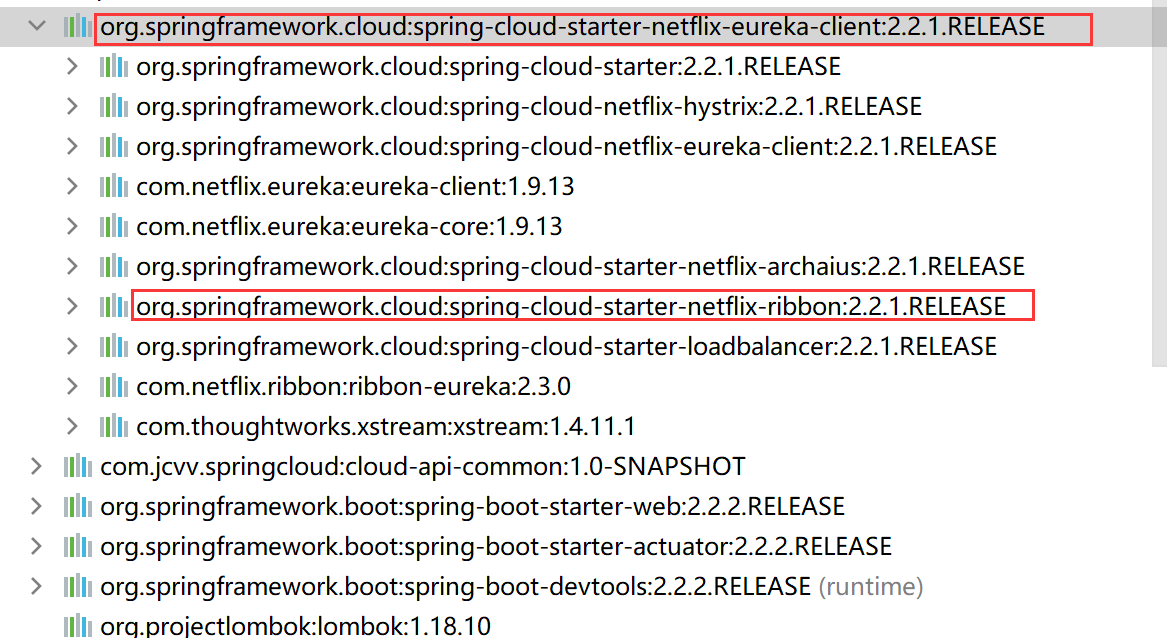 org.springframework.cloud:spring-cloud-starter-netflix-eureka-client:2.2.1.RELEASE
org.springframework.cloud:spring-cloud-starter:2.2.1.RELEASE
org.springframework.cloud:spring-cloud-netflix-hystrix:2.2.1.RELEASE
org.springframework.cloud:spring-cloud-netflix-eureka-client:2.2.1.RELEASE
com.netflix.eureka:eureka-client:1.9.13
com.netflix.eureka:eureka-core:1.9.13
org.springframework.cloud:spring-cloud-starter-netflix-archaius:2.2.1.RELEASE
org.springframework.cloud:spring-cloud-starter-netflix-ribbon:2.2.1.RELEASE
org.springframework.cloud:spring-cloud-starter-loadbalancer:2.2.1.RELEASE
com.netflix.ribbon:ribbon-eureka:2.3.0
com.thoughtworks.xstream:xstream:1.4.11.1
com.jcvv.springcloud:cloud-api-common:1.0-SNAPSHOT
org.springframework.boot:spring-boot-starter-web:2.2.2.RELEASE
org.springframework.boot:spring-boot-starter-actuator:2.2.2.RELEASE
org.springframework.boot:spring-boot-devtools:2.2.2.RELEASE (runtime)
org.projectlombok:lombok:1.18.10